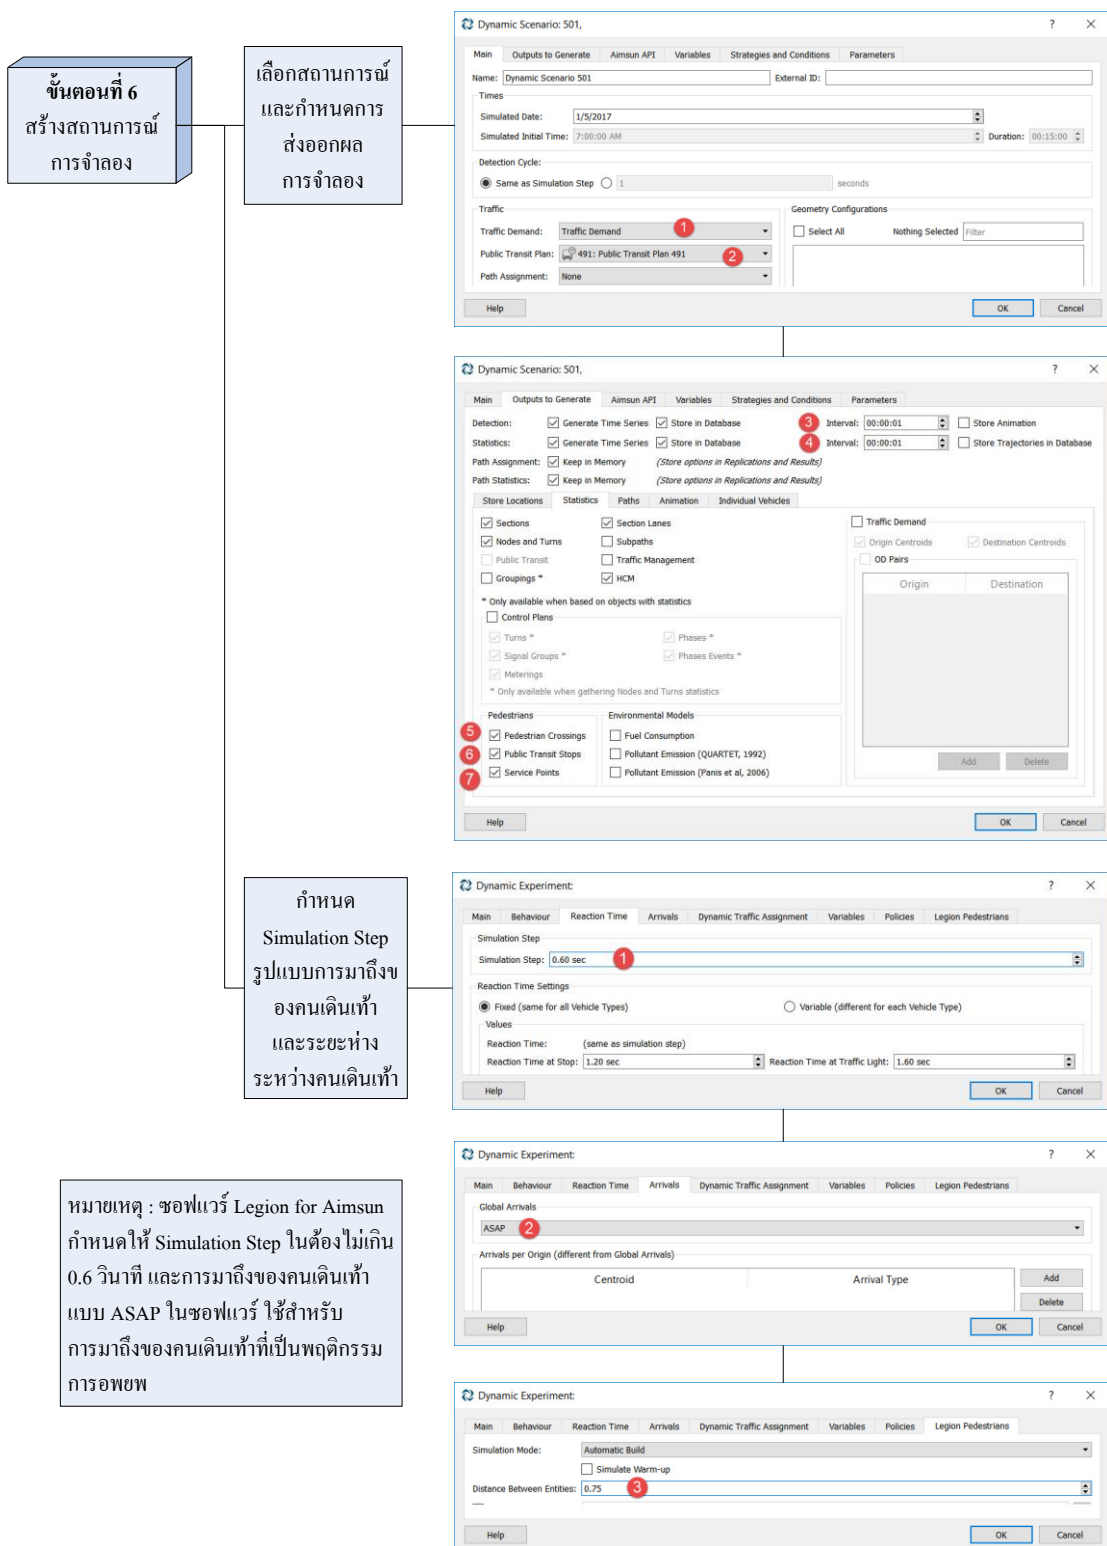 ขั้นตอนที่ 6
สร้างสถานการณ์
การจำลอง
เลือกสถานการณ์
และกำหนดการ
ส่งออกผล
การจำลอง
Dynamic Scenario: 501,
? ×
Main Outputs to Generate Aimsun API Variables Strategies and Conditions Parameters
Name: Dynamic Scenario 501 External ID:
Times
Simulated Date: 1/5/2017
Simulated Initial Time: 7:00:00 AM Duration: 00:15:00
Detection Cycle:
Same as Simulation Step 1 seconds
Traffic Geometry Configurations
Traffic Demand: Traffic Demand 1 Select All Nothing Selected Filter
Public Transit Plan: 491: Public Transit Plan 491 2
Path Assignment: None
Help OK Cancel
Dynamic Scenario: 501,
? ×
Main Outputs to Generate Aimsun API Variables Strategies and Conditions Parameters
Detection: Generate Time Series Store in Database 3 Interval: 00:00:01 Store Animation
Statistics: Generate Time Series Store in Database 4 Interval: 00:00:01 Store Trajectories in Database
Path Assignment: Keep in Memory (Store options in Replications and Results)
Path Statistics: Keep in Memory (Store options in Replications and Results)
Store Locations Statistics Paths Animation Individual Vehicles
Sections Section Lanes Traffic Demand
Nodes and Turns Subpaths Origin Centroids Destination Centroids
Public Transit Traffic Management OD Pairs
Groupings * HCM Origin Destination
* Only available when based on objects with statistics
Control Plans
Turns * Phases *
Signal Groups * Phases Events *
Meterings
* Only available when gathering Nodes and Turns statistics
Pedestrians Environmental Models
5 Pedestrian Crossings Fuel Consumption
6 Public Transit Stops Pollutant Emission (QUARTET, 1992) Add Delete
7 Service Points Pollutant Emission (Panis et al, 2006)
Help OK Cancel
กำหนด
Simulation Step
รูปแบบการมาถึงข
องคนเดินเท้า
และระยะห่าง
ระหว่างคนเดินเท้า
Dynamic Experiment:
? ×
Main Behaviour Reaction Time Arrivals Dynamic Traffic Assignment Variables Policies Legion Pedestrians
Simulation Step
Simulation Step: 0.60 sec 1
Reaction Time Settings
Fixed (same for all Vehicle Types) Variable (different for each Vehicle Type)
Values
Reaction Time: (same as simulation step)
Reaction Time at Stop: 1.20 sec Reaction Time at Traffic Light: 1.60 sec
Help OK Cancel
Dynamic Experiment:
? ×
Main Behaviour Reaction Time Arrivals Dynamic Traffic Assignment Variables Policies Legion Pedestrians
Global Arrivals
ASAP 2
Arrivals per Origin (different from Global Arrivals)
Centroid Arrival Type Add
Delete
Help OK Cancel
หมายเหตุ : ซอฟแวร์ Legion for Aimsun
กำหนดให้ Simulation Step ในต้องไม่เกิน
0.6 วินาที และการมาถึงของคนเดินเท้า
แบบ ASAP ในซอฟแวร์ ใช้สำหรับ
การมาถึงของคนเดินเท้าที่เป็นพฤติกรรม
การอพยพ
Dynamic Experiment:
? ×
Main Behaviour Reaction Time Arrivals Dynamic Traffic Assignment Variables Policies Legion Pedestrians
Simulation Mode: Automatic Build
Simulate Warm-up
Distance Between Entities: 0.75 3
Help OK Cancel